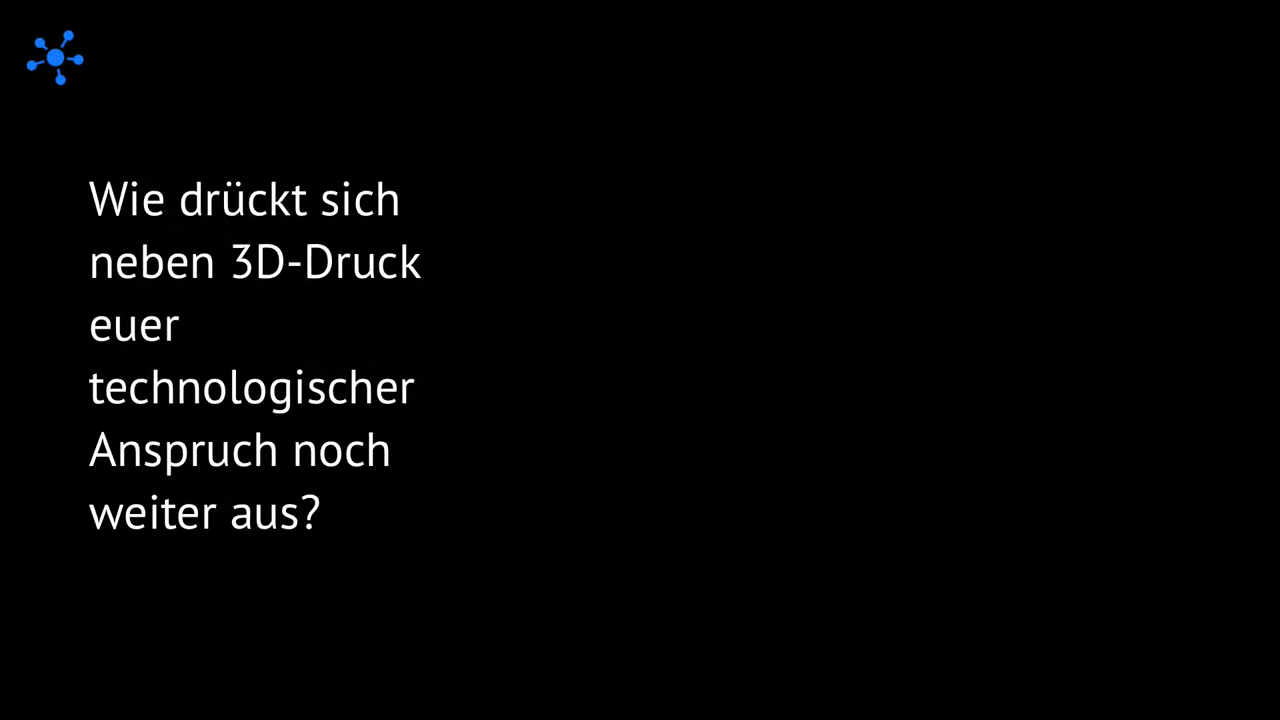 Wie drückt sich
neben 3D-Druck
euer
technologischer
Anspruch noch
weiter aus?